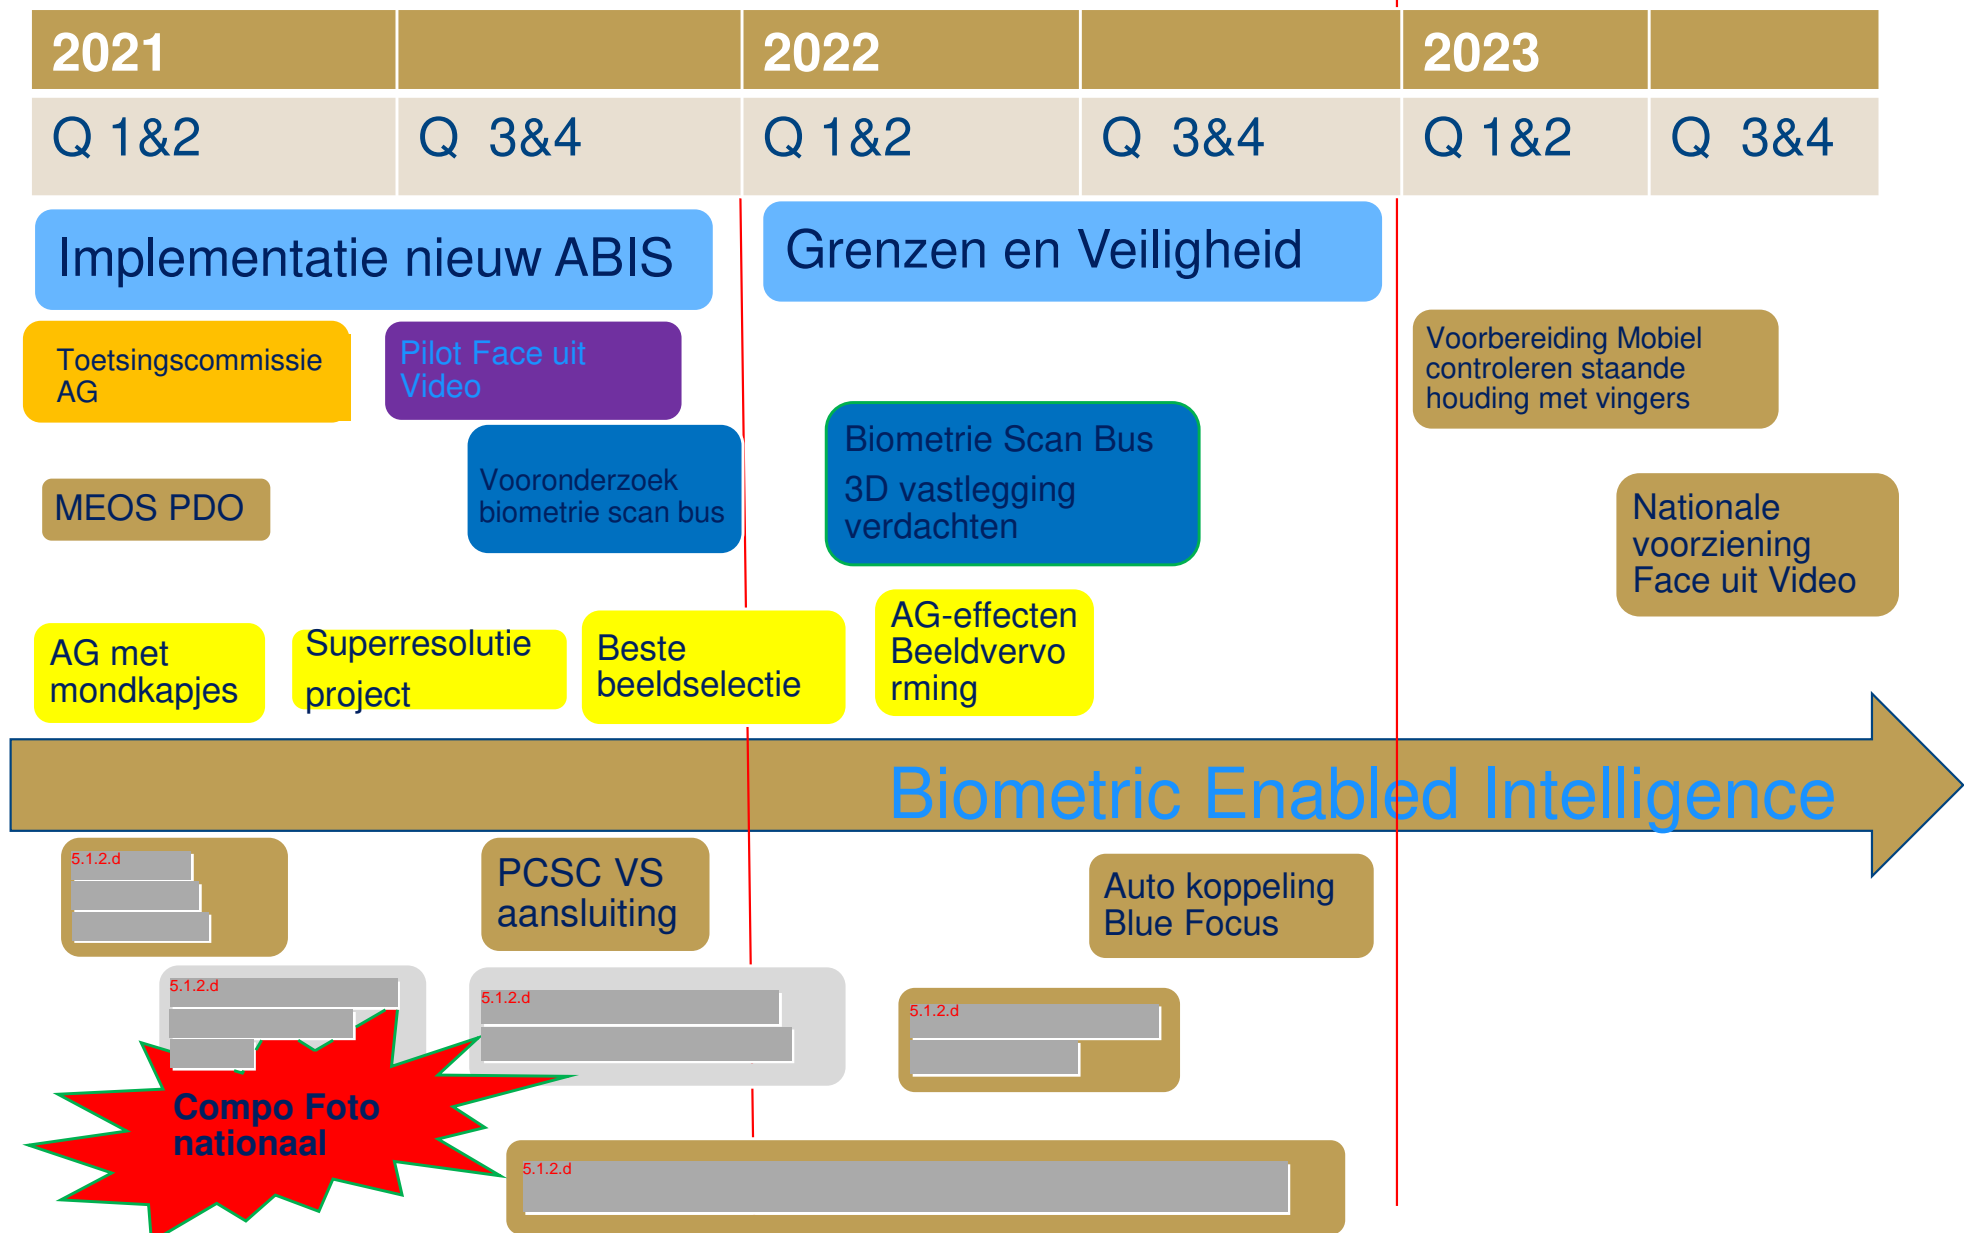 2021
2022
2023
Q 1&2
Q 3&4
Q 1&2
Q 3&4
Q 1&2
Q 3&4
Implementatie nieuw ABIS
Grenzen en Veiligheid
Toetsingscommissie
AG
Pilot Face uit
Video
Voorbereiding Mobiel
controleren staande
houding met vingers
MEOS PDO
Vooronderzoek
biometrie scan bus
Biometrie Scan Bus
3D vastlegging
verdachten
Nationale
voorziening
Face uit Video
AG met
mondkapjes
Superresolutie
project
Beste
beeldselectie
AG-effecten
Beeldvervo
rming
Biometric Enabled Intelligence
5.1.2.d
PCSC VS
aansluiting
Auto koppeling
Blue Focus
5.1.2.d
5.1.2.d
5.1.2.d
Compo Foto
nationaal
5.1.2.d